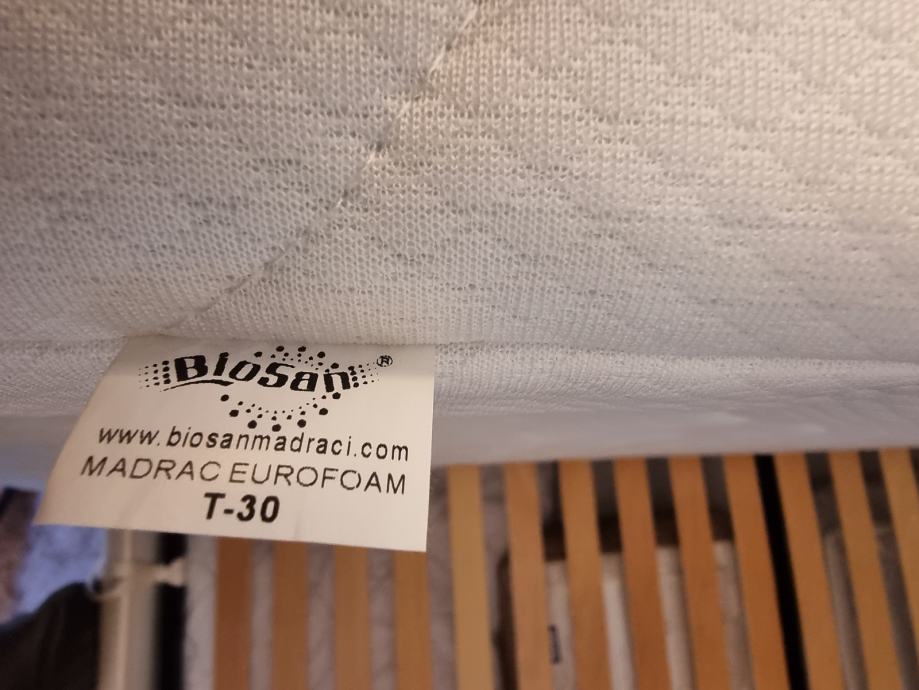 BioSan®
www.biosanmadraci.com
MADRAC EUROFOAM
T-30